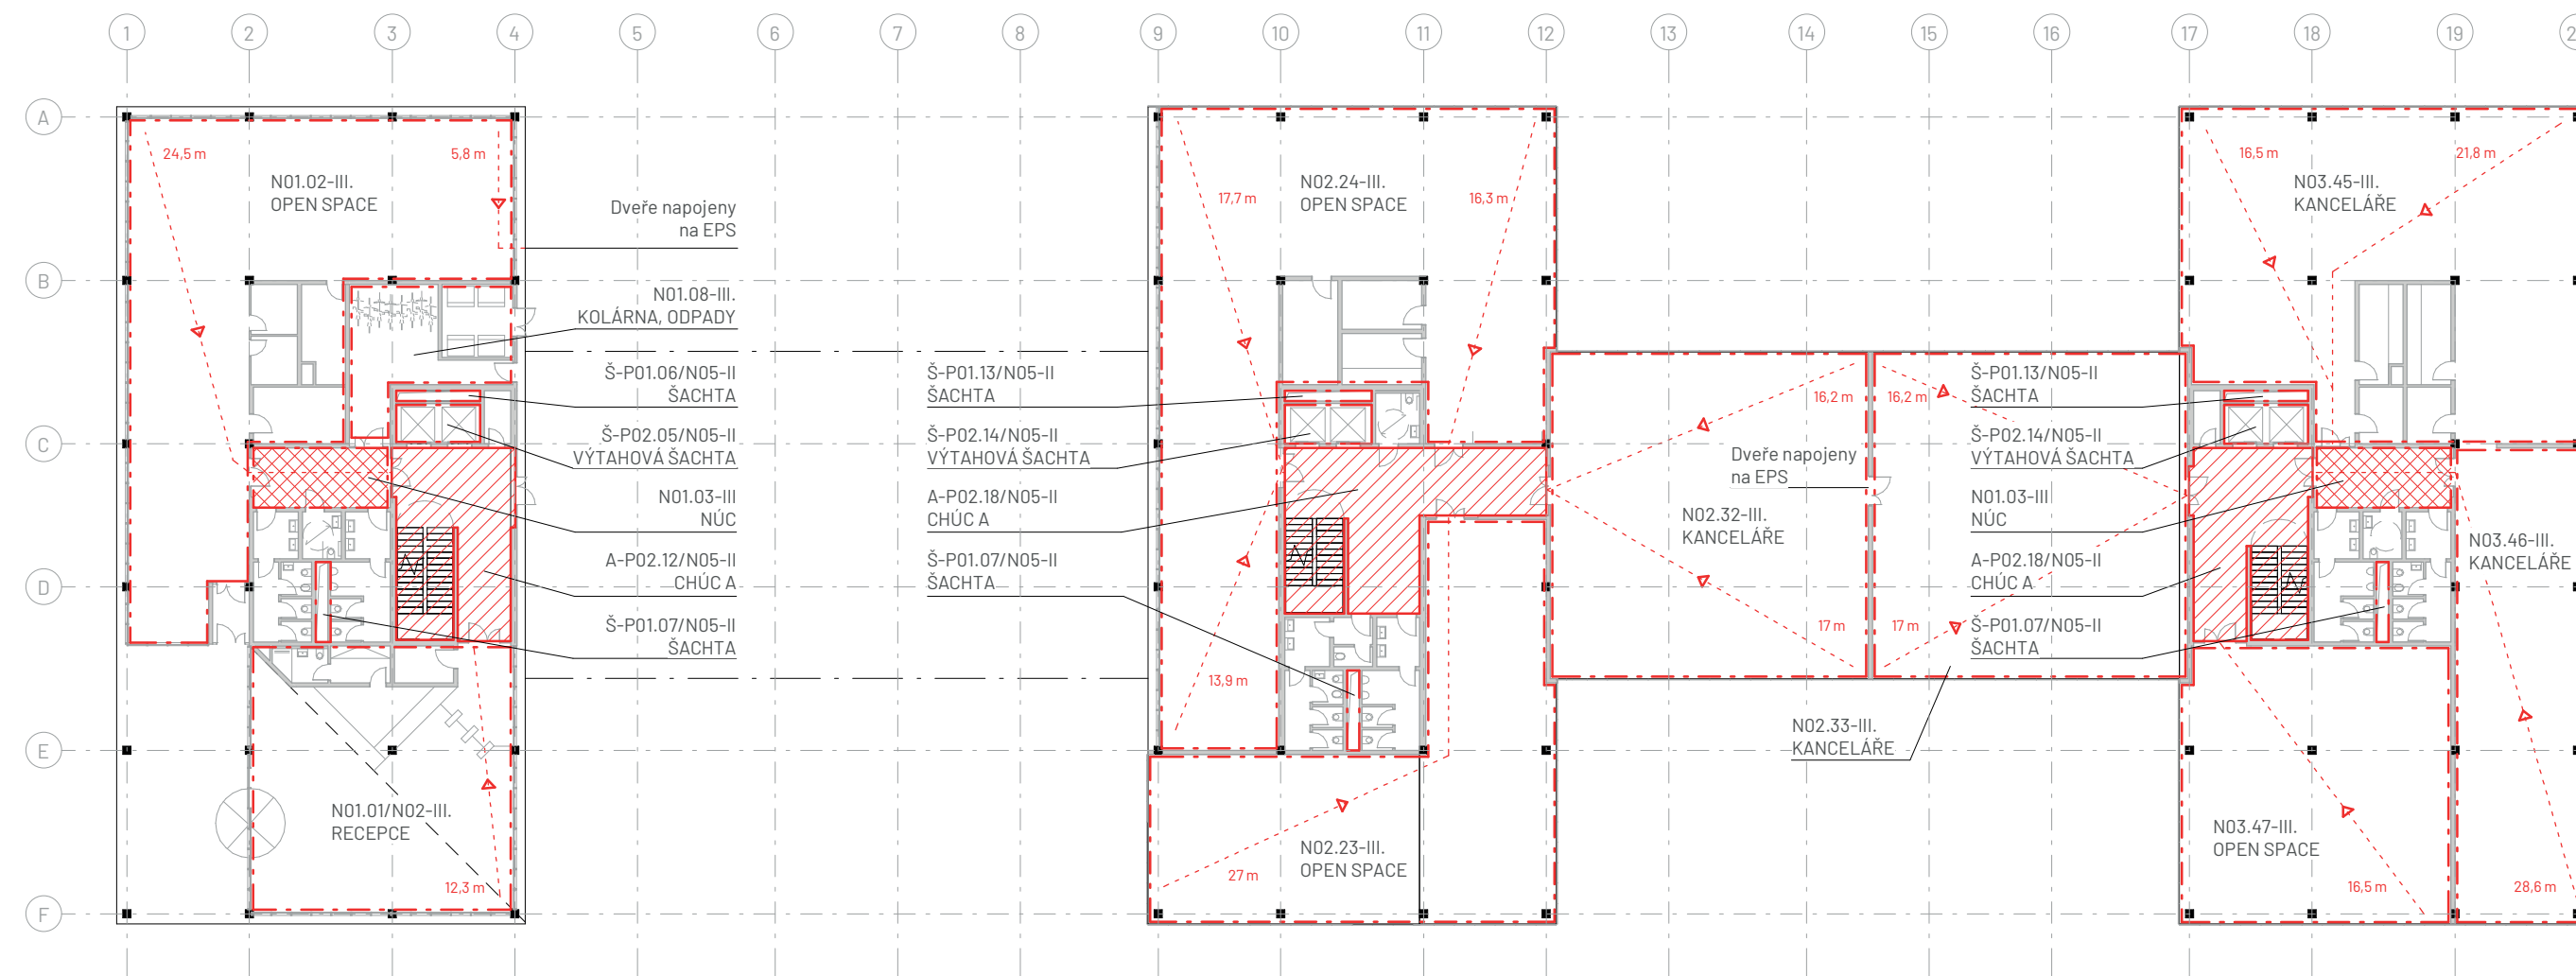 1 2 3 4 5 6 7 8 9 10 11 12 13 14 15 16 17 18 19
A
B
C
D
E
F
24,5 m
5,8 m
N01.02-III.
OPEN SPACE
Dveře napojeny
na EPS
N01.08-III.
KOLÁRNA, ODPADY
Š-P01.06/N05-II
ŠACHTA
Š-P02.05/N05-II
VÝTAHOVÁ ŠACHTA
N01.03-III
NÚC
A-P02.12/N05-II
CHÚC A
Š-P01.07/N05-II
ŠACHTA
N01.01/N02-III.
RECEPCE
12,3 m
17,7 m
N02.24-III.
OPEN SPACE
16,3 m
Š-P01.13/N05-II
ŠACHTA
Š-P02.14/N05-II
VÝTAHOVÁ ŠACHTA
A-P02.18/N05-II
CHÚC A
Š-P01.07/N05-II
ŠACHTA
13,9 m
27 m
N02.23-III.
OPEN SPACE
16,2 m
16,2 m
Dveře napojeny
na EPS
N02.32-III.
KANCELÁŘE
17 m
17 m
N02.33-III.
KANCELÁŘE
16,5 m
21,8 m
N03.45-III.
KANCELÁŘE
Š-P01.13/N05-II
ŠACHTA
Š-P02.14/N05-II
VÝTAHOVÁ ŠACHTA
N01.03-III
NÚC
A-P02.18/N05-II
CHÚC A
Š-P01.07/N05-II
ŠACHTA
N03.46-III.
KANCELÁŘE
N03.47-III.
OPEN SPACE
16,5 m
28,6 m